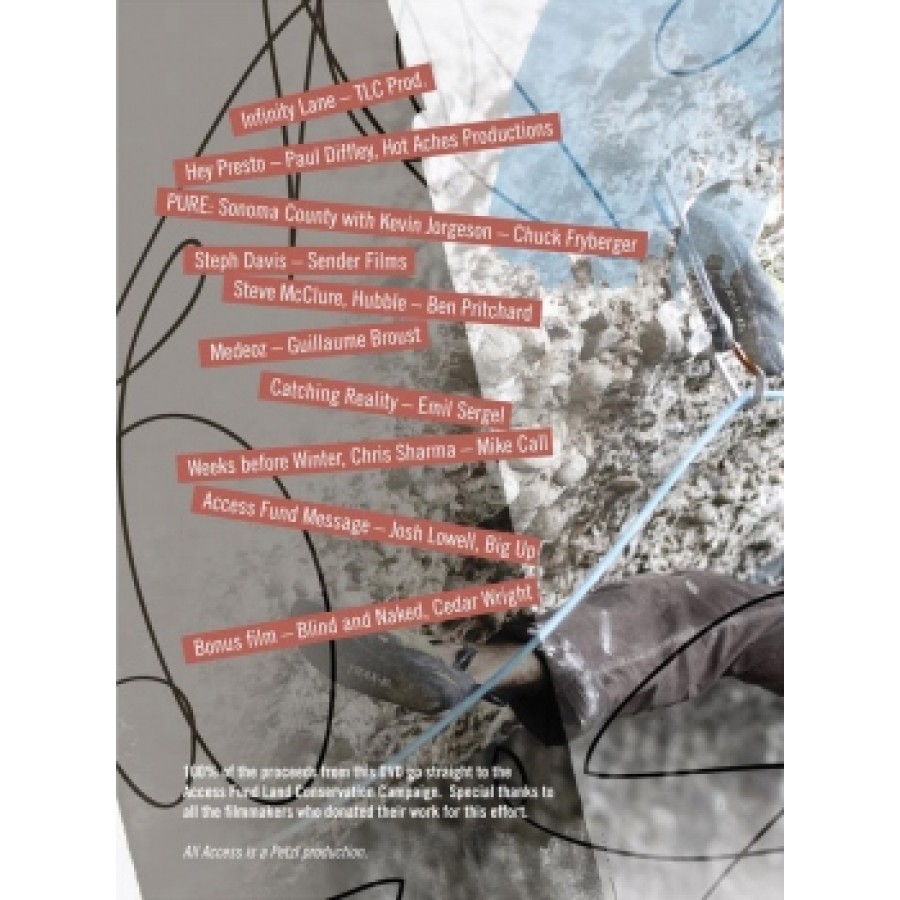 Infinity Lane – TLC Prod.
Hey Presto – Paul Diffley, Hot Aches Productions
PURE: Sonoma County with Kevin Jorgeson – Chuck Fryberger
Steph Davis – Sender Films
Steve McClure, Hubble – Ben Pritchard
Medeoz – Guillaume Broust
Catching Reality – Emil Sergel
Weeks before Winter, Chris Sharma – Mike Call
Access Fund Message – Josh Lowell, Big Up
Bonus film – Blind and Naked, Cedar Wright
100% of the proceeds from this DVD go straight to the
Access Fund Land Conservation Campaign. Special thanks to
all the filmmakers who donated their work for this effort.
All Access is a Petzl production.